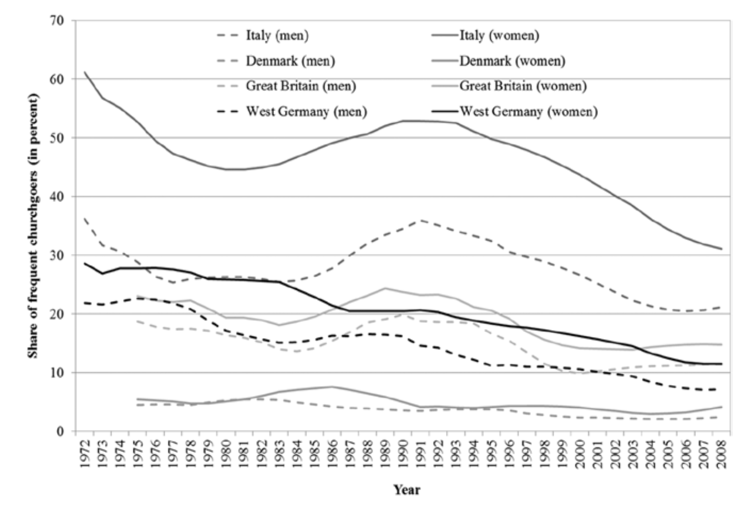 70
60
50
40
30
20
10
0
Share of frequent churchgoers (in percent)
Italy (men) Italy (women)
Denmark (men) Denmark (women)
Great Britain (men) Great Britain (women)
West Germany (men) West Germany (women)
1972 1973 1974 1975 1976 1977 1978 1979 1980 1981 1982 1983 1984 1985 1986 1987 1988 1989 1990 1991 1992 1993 1994 1995 1996 1997 1998 1999 2000 2001 2002 2003 2004 2005 2006 2007 2008
Year